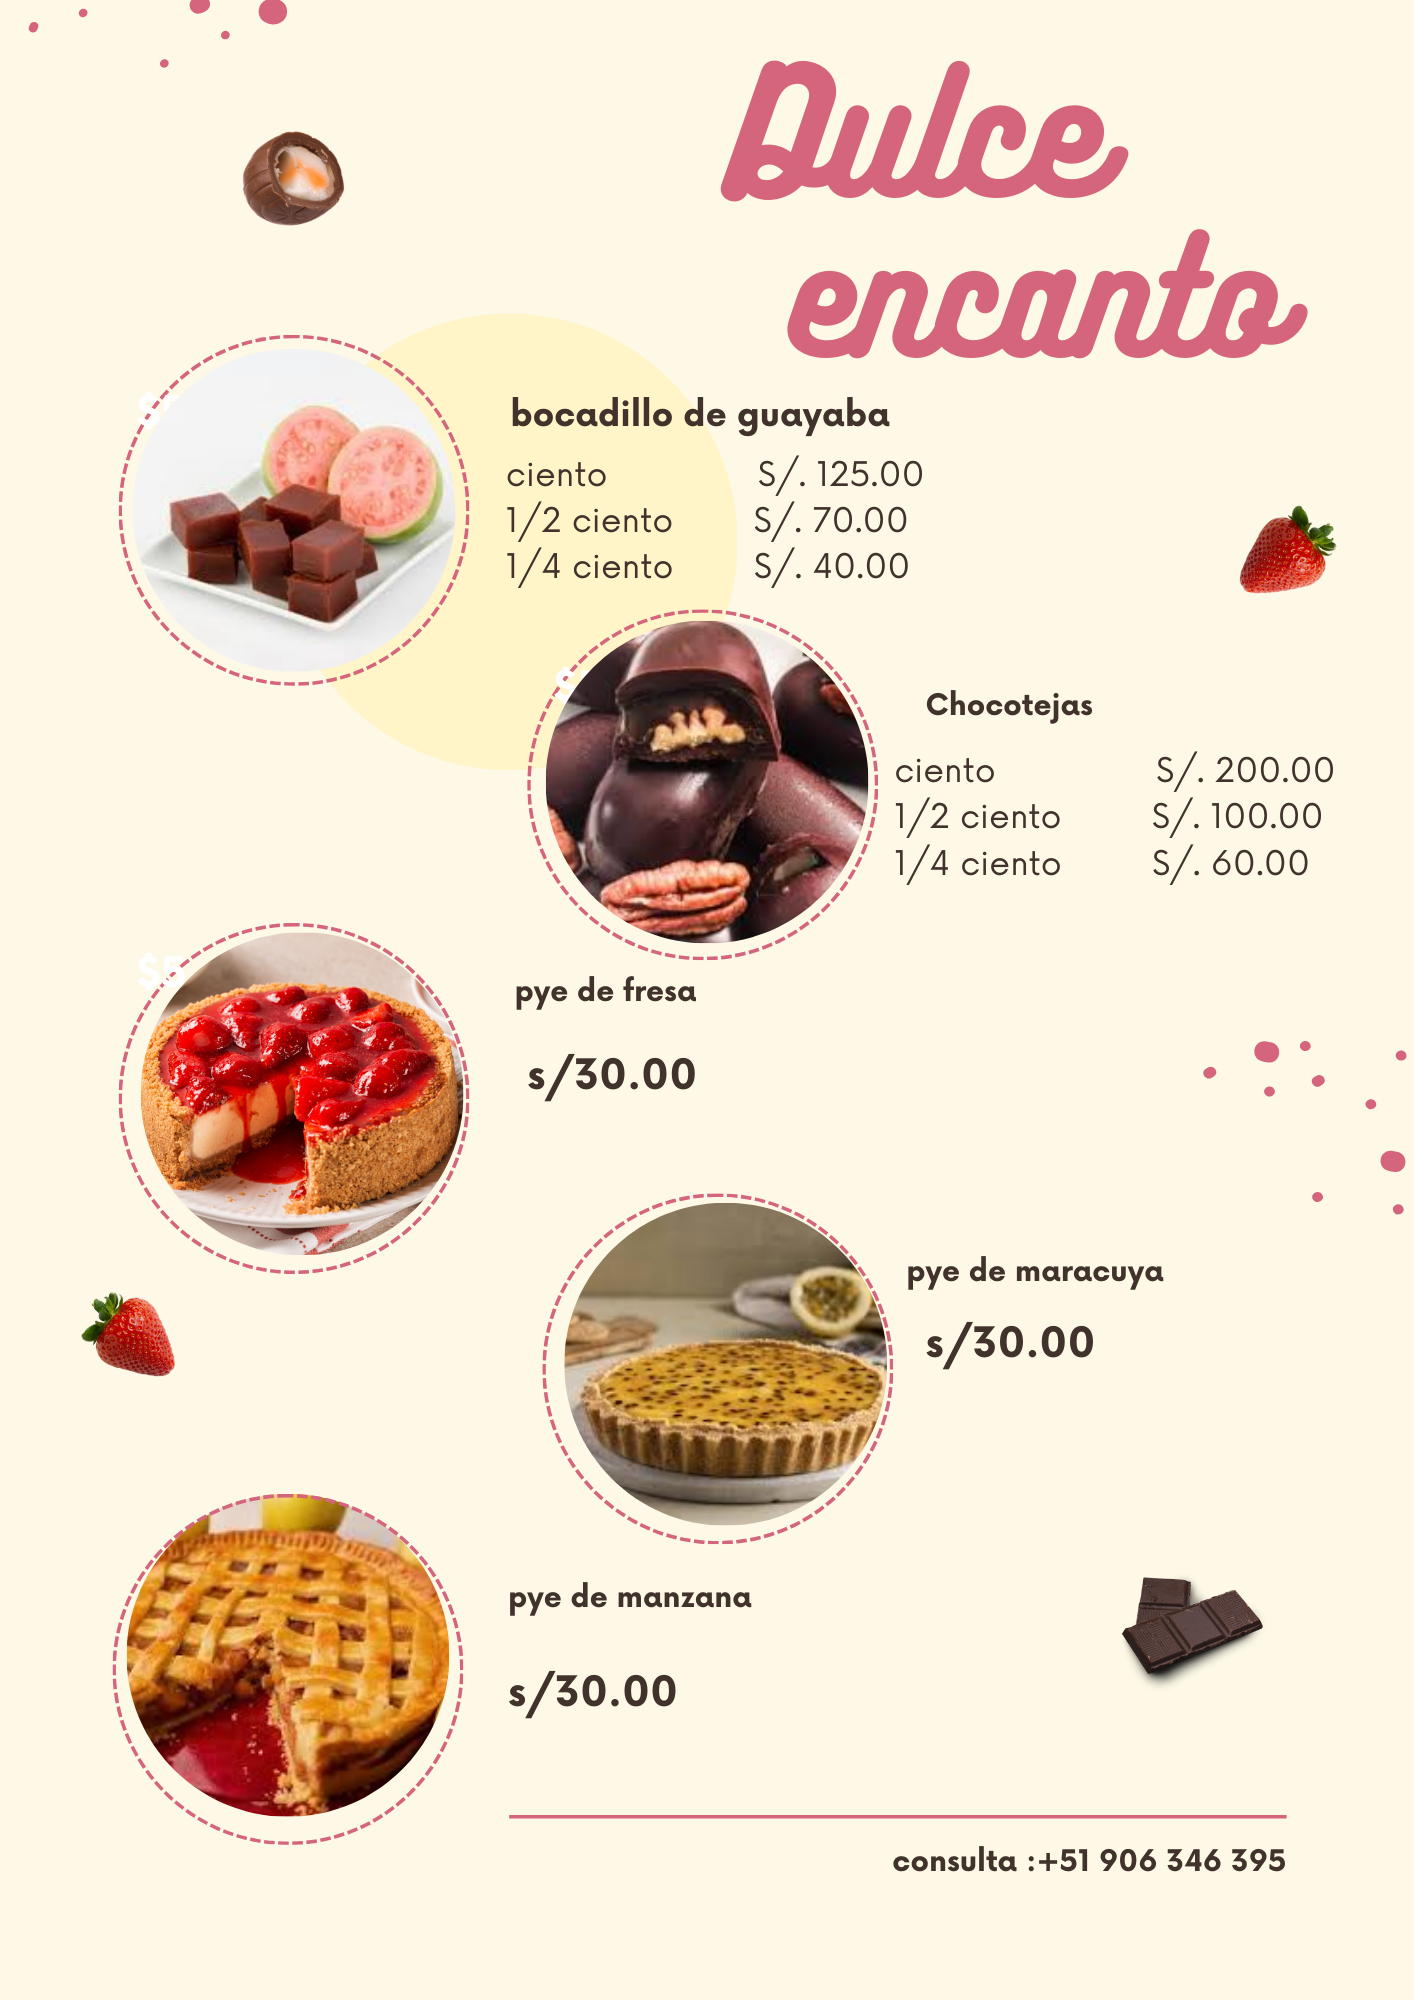 Dulce
encanto
bocadillo de guayaba
ciento S/. 125.00
1/2 ciento S/. 70.00
1/4 ciento S/. 40.00
Chocotejas
ciento S/. 200.00
1/2 ciento S/. 100.00
1/4 ciento S/. 60.00
$5
pye de fresa
s/30.00
pye de maracuya
s/30.00
pye de manzana
s/30.00
consulta :+51 906 346 395